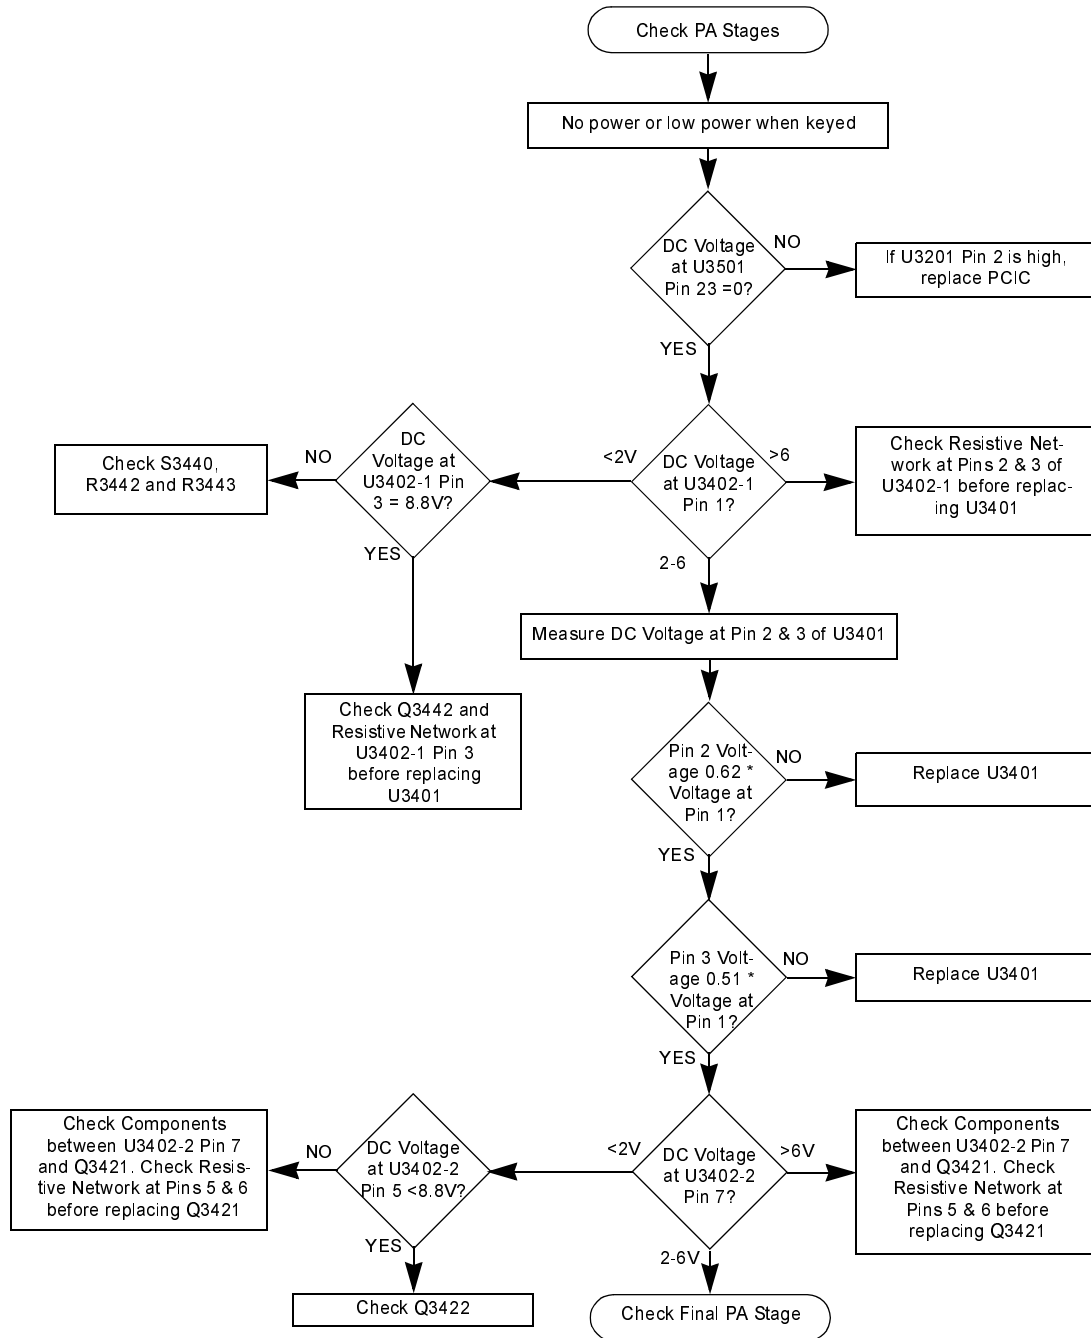 Check PA Stages
No power or low power when keyed
DC Voltage
at U3501
Pin 23 =0?
NO
If U3201 Pin 2 is high,
replace PCIC
YES
DC Voltage
at U3402-1
Pin 1?
<2V
>6
2-6
Check Resistive Net-
work at Pins 2 & 3 of
U3402-1 before replac-
ing U3401
DC
Voltage at
U3402-1 Pin
3 = 8.8V?
NO
Check S3440,
R3442 and R3443
YES
Check Q3442 and
Resistive Network at
U3402-1 Pin 3
before replacing
U3401
Measure DC Voltage at Pin 2 & 3 of U3401
Pin 2 Volt-
age 0.62 *
Voltage at
Pin 1?
NO
Replace U3401
YES
Pin 3 Volt-
age 0.51 *
Voltage at
Pin 1?
NO
Replace U3401
YES
DC Voltage
at U3402-2
Pin 7?
<2V
>6V
2-6V
Check Components
between U3402-2 Pin 7
and Q3421. Check
Resistive Network at
Pins 5 & 6 before
replacing Q3421
DC Voltage
at U3402-2
Pin 5 <8.8V?
NO
Check Components
between U3402-2 Pin 7
and Q3421. Check Resis-
tive Network at Pins 5 & 6
before replacing Q3421
YES
Check Q3422
Check Final PA Stage